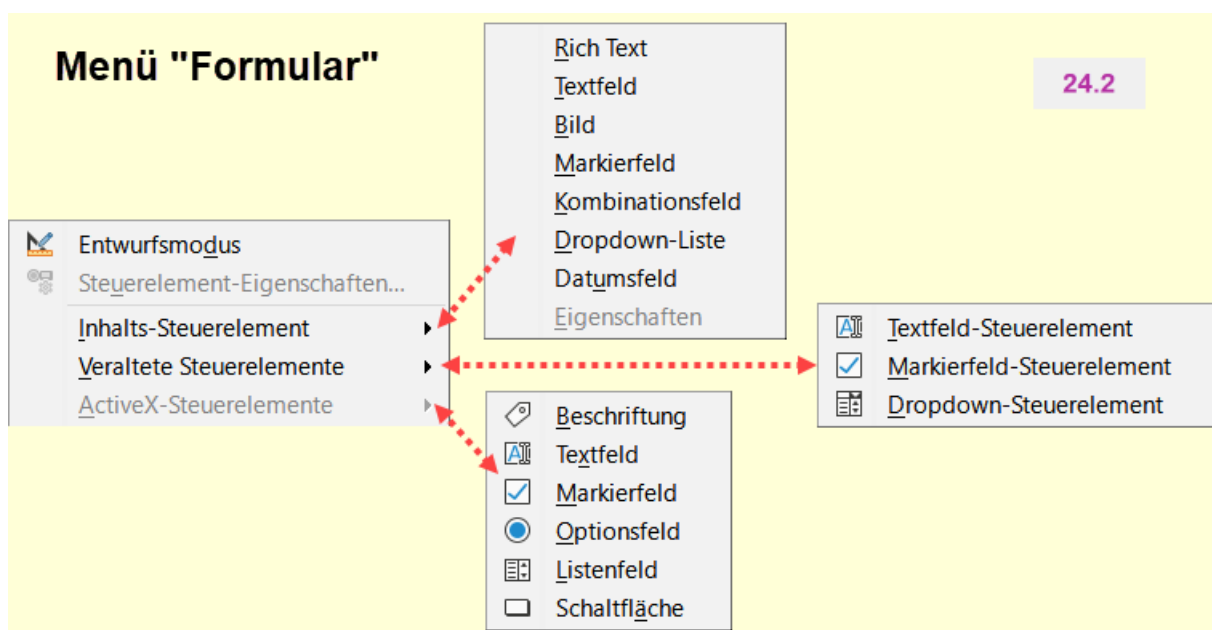 Menü "Formular"
24.2
Rich Text
Textfeld
Bild
Markierfeld
Kombinationsfeld
Dropdown-Liste
Datumsfeld
Eigenschaften
Entwurfsmodus
Steuerelement-Eigenschaften...
Inhalts-Steuerelement
Veraltete Steuerelemente
ActiveX-Steuerelemente
Textfeld-Steuerelement
Markierfeld-Steuerelement
Dropdown-Steuerelement
Beschriftung
Textfeld
Markierfeld
Optionsfeld
Listenfeld
Schaltfläche